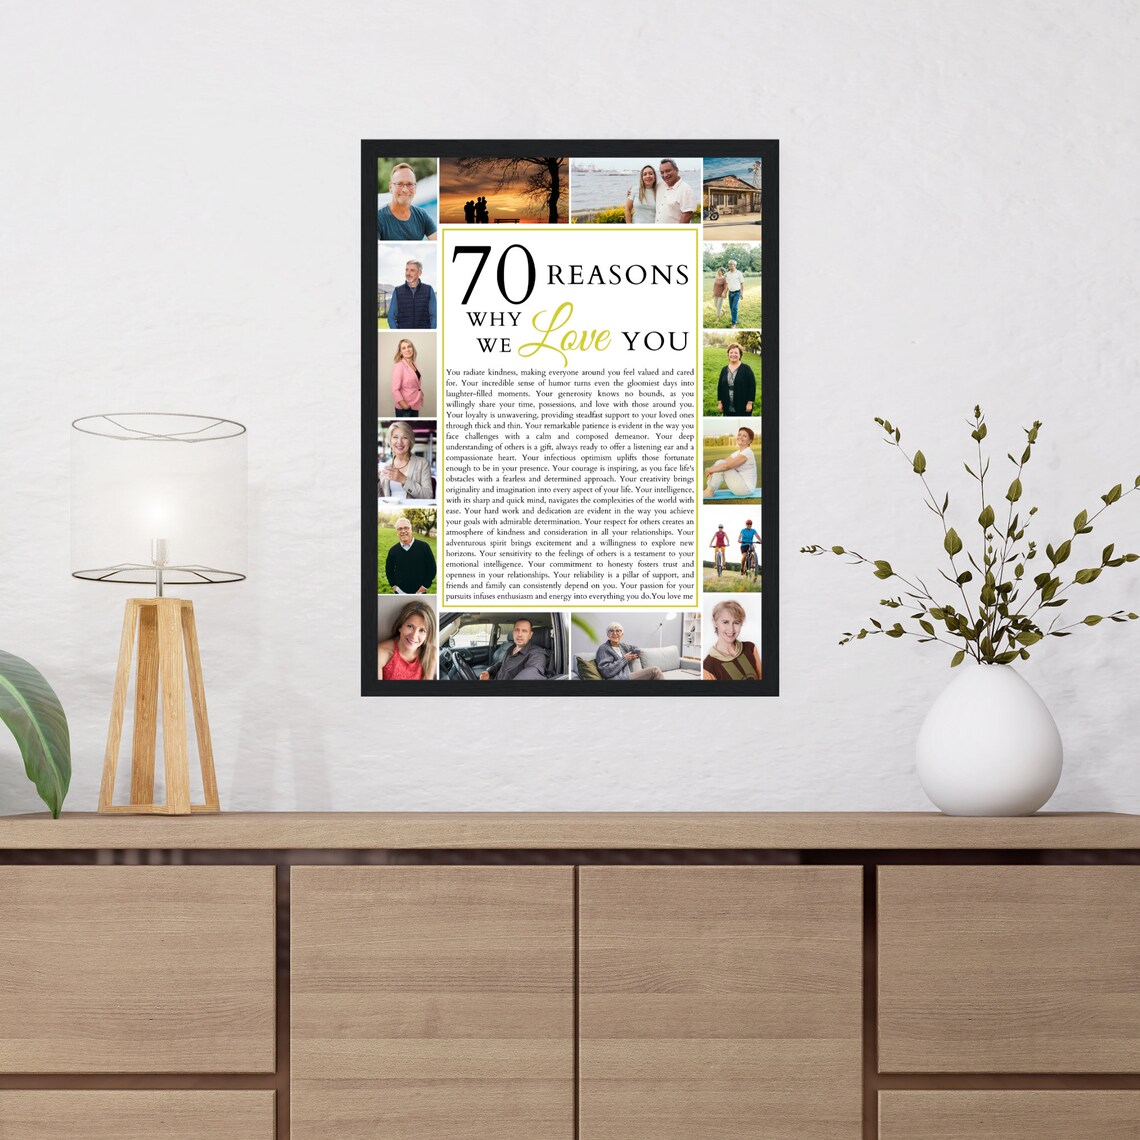 70 REASONS
WHY
WE Love YOU
You radiate kindness, making everyone around you feel valued and cared
for. Your incredible sense of humor turns even the gloomiest days into
laughter-filled moments. Your generosity knows no bounds, as you
willingly share your time, possessions, and love with those around you.
Your loyalty is unwavering, providing steadfast support to your loved ones
through thick and thin. Your remarkable patience is evident in the way you
face challenges with a calm and composed demeanor. Your deep
understanding of others is a gift, always ready to offer a listening ear and a
compassionate heart. Your infectious optimism uplifts those fortunate
enough to be in your presence. Your courage is inspiring, as you face life's
obstacles with a fearless and determined approach. Your creativity brings
originality and imagination into every aspect of your life. Your intelligence,
with its sharp and quick mind, navigates the complexities of the world with
ease. Your hard work and dedication are evident in the way you achieve
your goals with admirable determination. Your respect for others creates an
atmosphere of kindness and consideration in all your relationships. Your
adventurous spirit brings excitement and a willingness to explore new
horizons. Your sensitivity to the feelings of others is a testament to your
emotional intelligence. Your commitment to honesty fosters trust and
openness in your relationships. Your reliability is a pillar of support, and
friends and family can consistently depend on you. Your passion for your
pursuits infuses enthusiasm and energy into everything you do.You love me